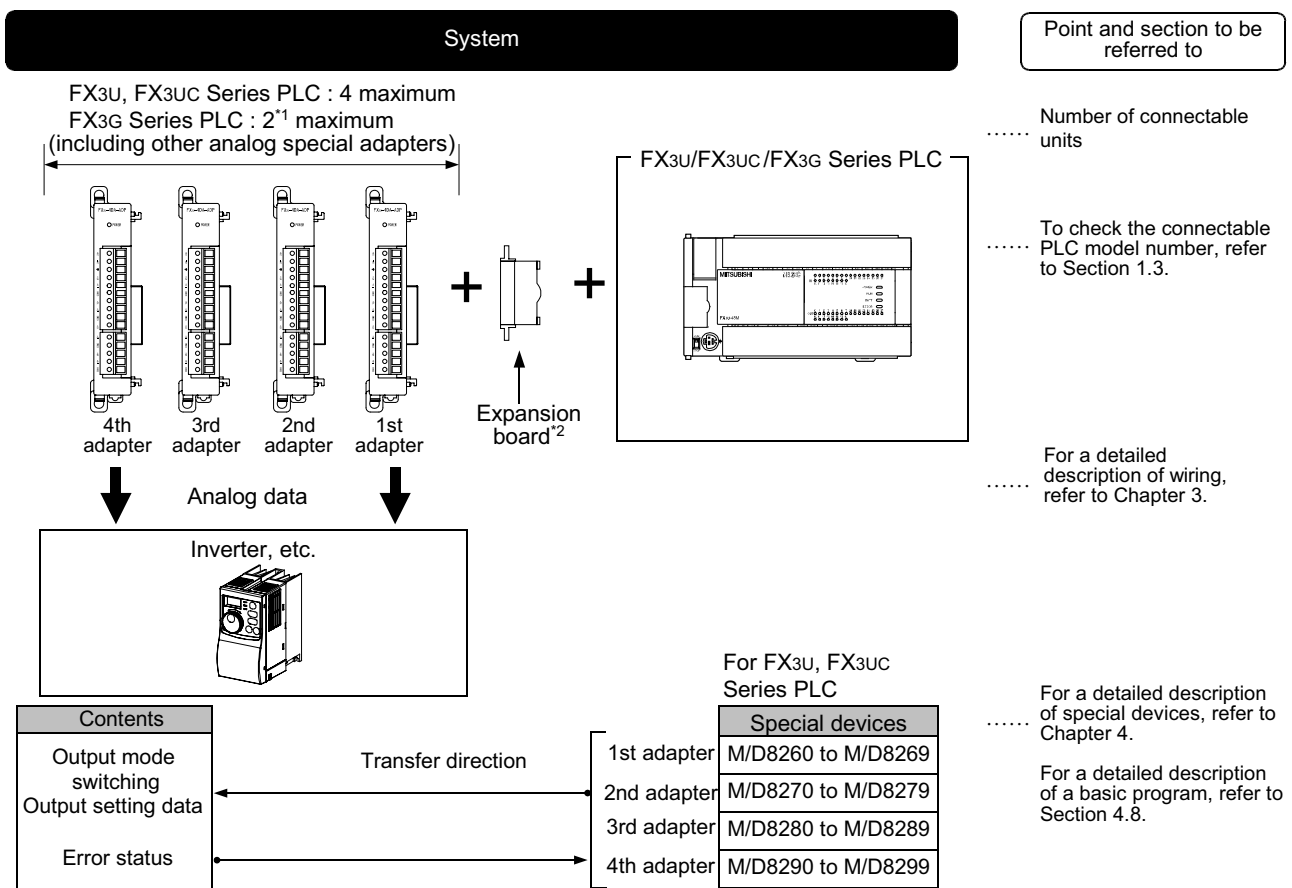 System
Point and section to be
referred to
FX3U, FX3UC Series PLC : 4 maximum
FX3G Series PLC : 2*1 maximum
(including other analog special adapters)
Number of connectable
units
FX3U/FX3UC/FX3G Series PLC
To check the connectable
PLC model number, refer
to Section 1.3.
MITSUBISHI
4th
adapter
3rd
adapter
2nd
adapter
1st
adapter
Expansion
board*2
For a detailed
description of wiring,
refer to Chapter 3.
Analog data
Inverter, etc.
For FX3U, FX3UC
Series PLC
For a detailed description
of special devices, refer to
Chapter 4.
For a detailed description
of a basic program, refer to
Section 4.8.
Contents
Special devices
Output mode
switching
Output setting data
Error status
Transfer direction
1st adapter M/D8260 to M/D8269
2nd adapter M/D8270 to M/D8279
3rd adapter M/D8280 to M/D8289
4th adapter M/D8290 to M/D8299